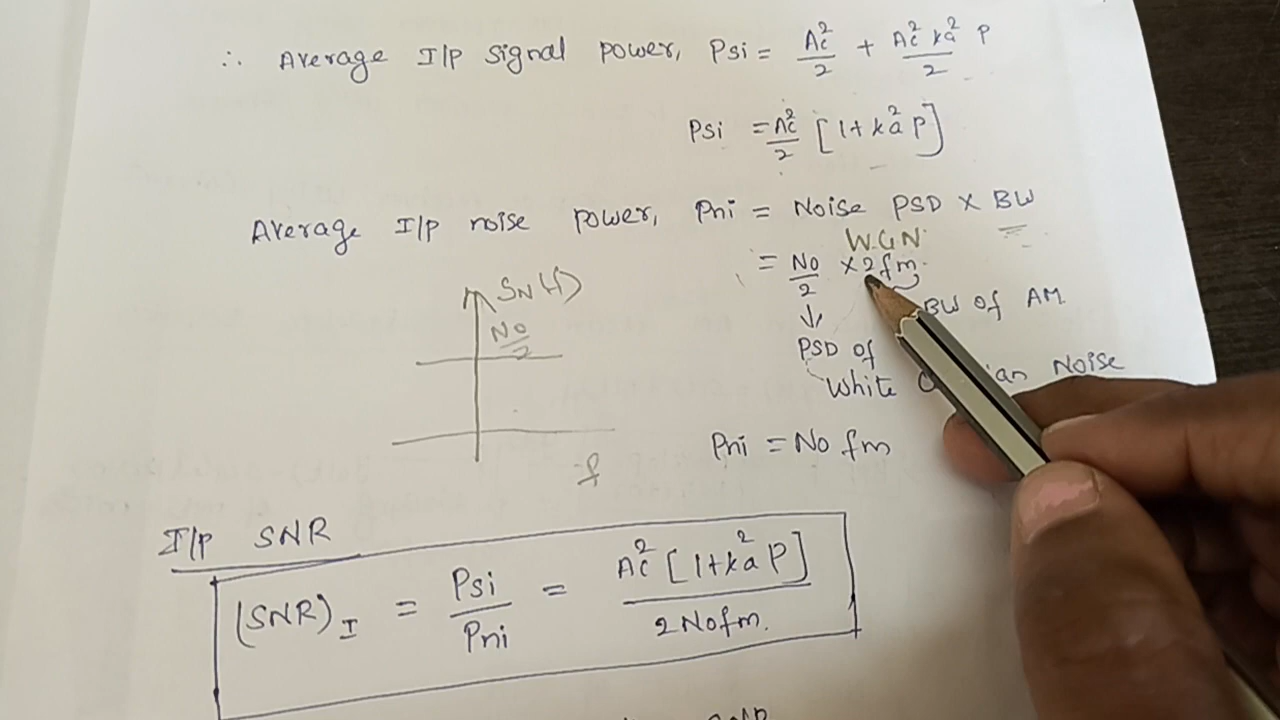 ∴ Average I/p signal power, Psi = Ac²/2 + Ac² ka²/2 P
Psi = Ac²/2 [1+ka² P]
Average I/p noise power, Pni = Noise PSD × BW
W.G.N
= No/2 × 2fm.
SN(f)
No/2
BW of AM
PSD of
White Noise
f
Pni = No fm
I/p SNR
(SNR)I = Psi/Pni = Ac² [1+ka² P]/2Nofm.